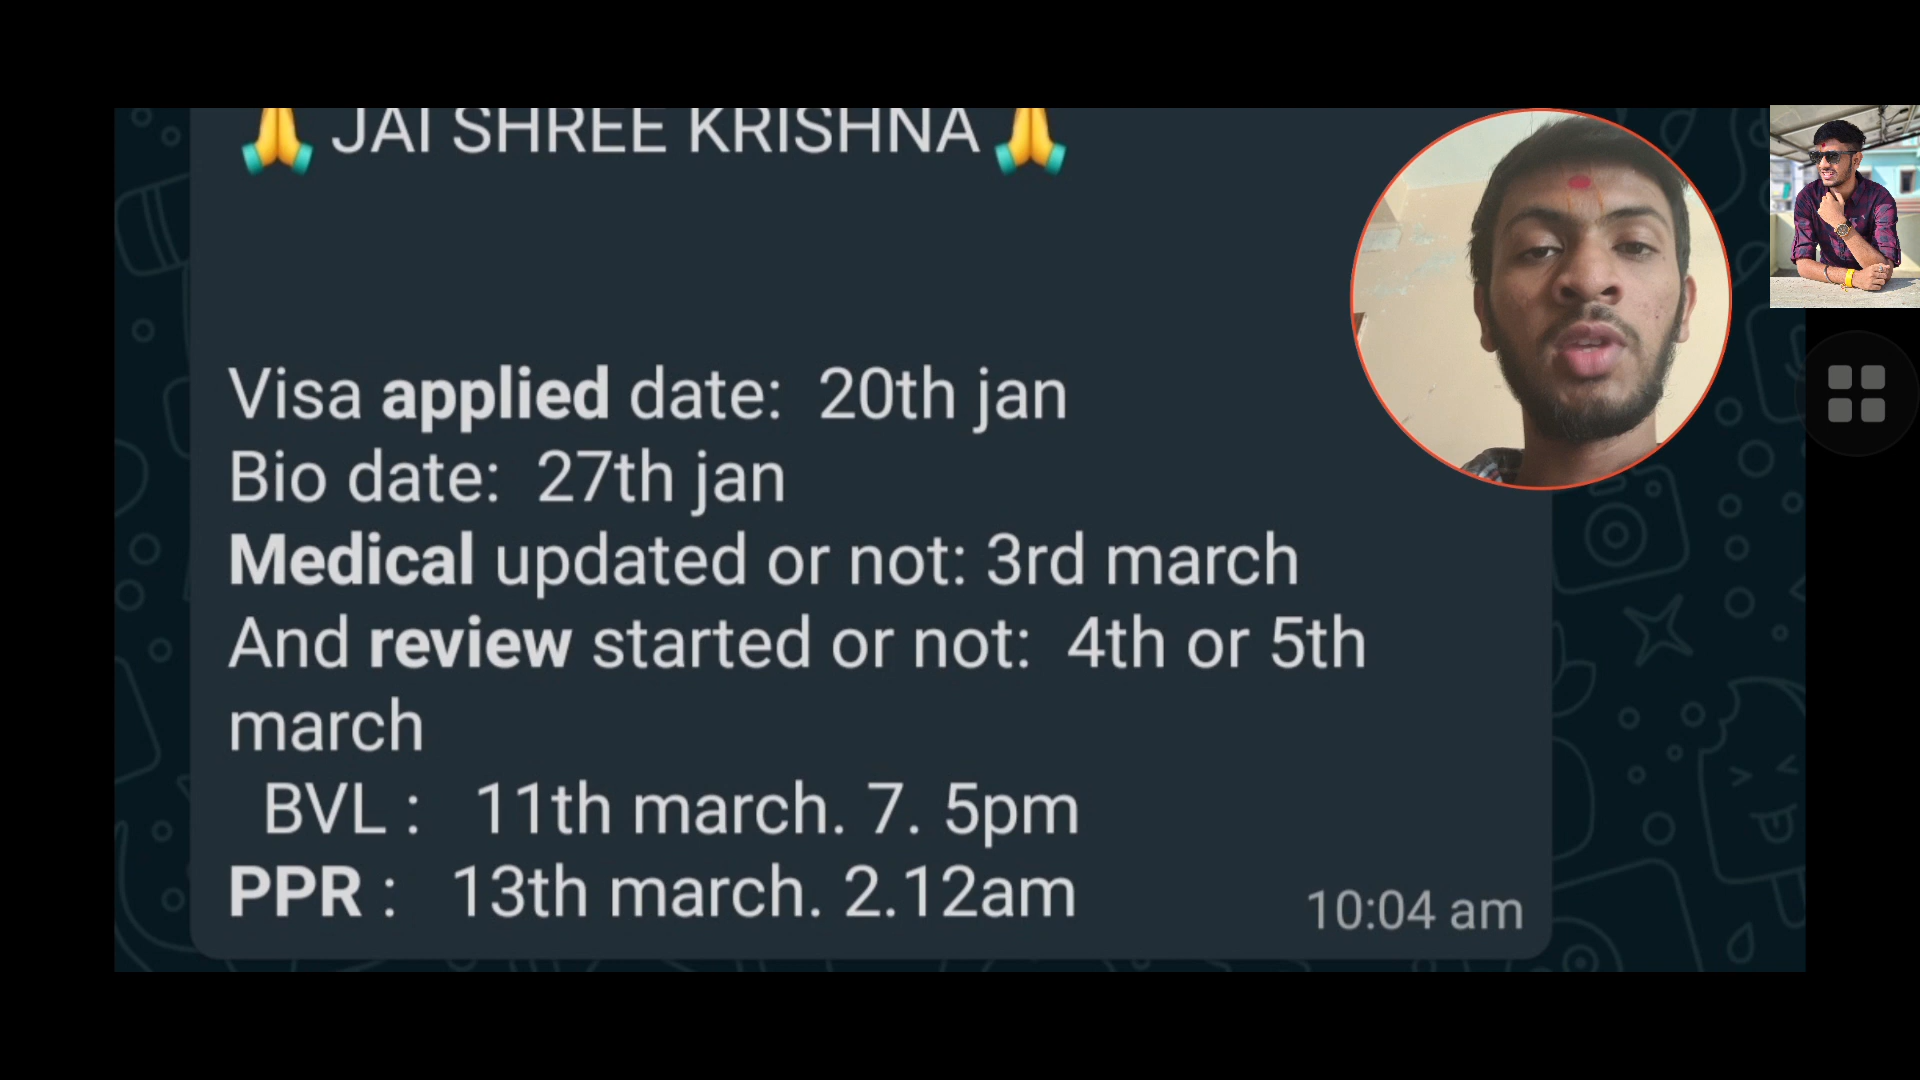 🙏 JAI SHREE KRISHNA 🙏
Visa applied date: 20th jan
Bio date: 27th jan
Medical updated or not: 3rd march
And review started or not: 4th or 5th
march
BVL : 11th march. 7. 5pm
PPR : 13th march. 2.12am
10:04 am